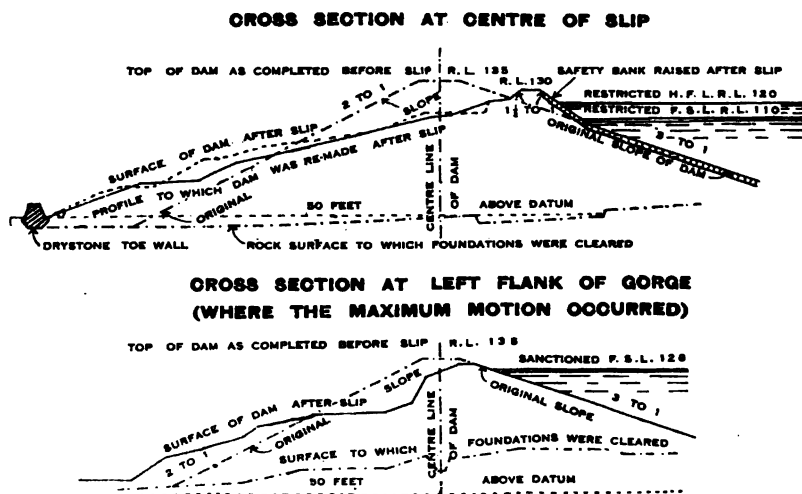 CROSS SECTION AT CENTRE OF SLIP
TOP OF DAM AS COMPLETED BEFORE SLIP R.L. 135
R.L. 130
SAFETY BANK RAISED AFTER SLIP
2 TO 1
SLOPE
RESTRICTED H.F.L.R.L. 120
RESTRICTED F.S.L.R.L. 110
TO 1
3 TO 1
ORIGINAL SLOPE OF DAM
SURFACE OF DAM AFTER SLIP
PROFILE TO WHICH DAM WAS RE-MADE AFTER SLIP
ORIGINAL
50 FEET
ABOVE DATUM
CENTRE LINE
OF DAM
DRYSTONE TOE WALL
ROCK SURFACE TO WHICH FOUNDATIONS WERE CLEARED
CROSS SECTION AT LEFT FLANK OF GORGE
(WHERE THE MAXIMUM MOTION OCCURRED)
TOP OF DAM AS COMPLETED BEFORE SLIP R.L. 135
SANCTIONED F.S.L. 128
SLOPE
ORIGINAL SLOPE
3 TO 1
SURFACE OF DAM AFTER SLIP
ORIGINAL
2 TO 1
SURFACE TO WHICH
FOUNDATIONS WERE CLEARED
CENTRE LINE
OF DAM
50 FEET
ABOVE DATUM